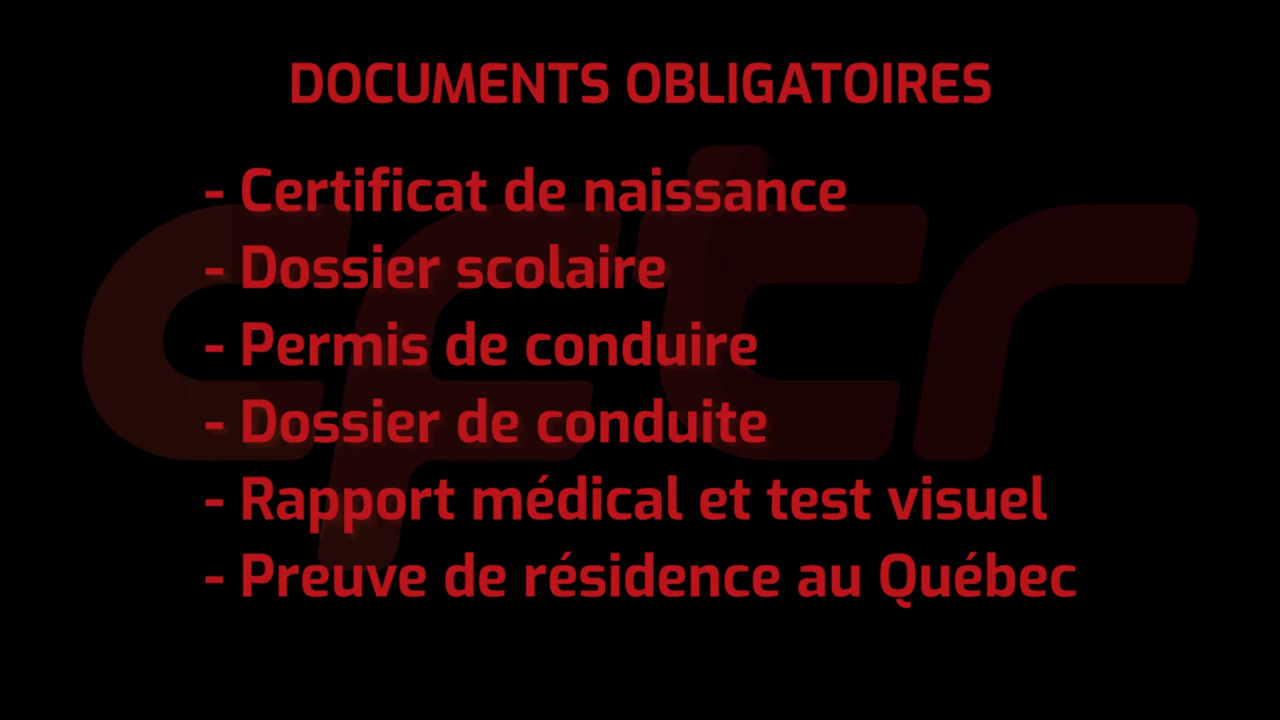 DOCUMENTS OBLIGATOIRES
- Certificat de naissance
- Dossier scolaire
- Permis de conduire
- Dossier de conduite
- Rapport médical et test visuel
- Preuve de résidence au Québec
cftr